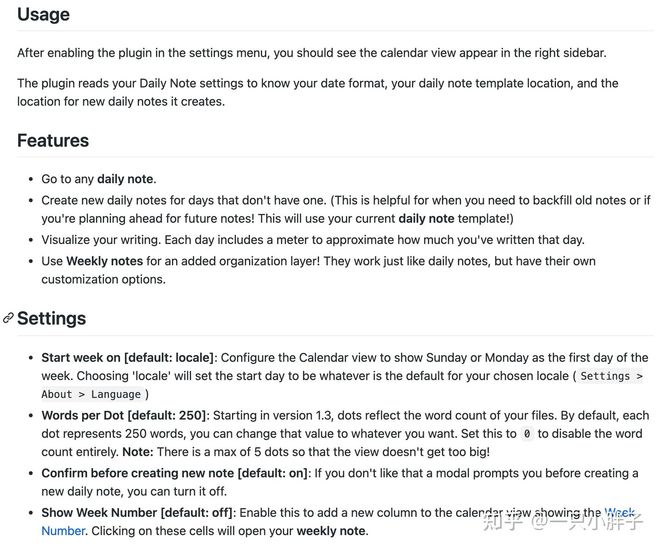 Usage
After enabling the plugin in the settings menu, you should see the calendar view appear in the right sidebar.
The plugin reads your Daily Note settings to know your date format, your daily note template location, and the
location for new daily notes it creates.
Features
• Go to any daily note.
• Create new daily notes for days that don't have one. (This is helpful for when you need to backfill old notes or if
you're planning ahead for future notes! This will use your current daily note template!)
• Visualize your writing. Each day includes a meter to approximate how much you've written that day.
• Use Weekly notes for an added organization layer! They work just like daily notes, but have their own
customization options.
Settings
• Start week on [default: locale]: Configure the Calendar view to show Sunday or Monday as the first day of the
week. Choosing 'locale' will set the start day to be whatever is the default for your chosen locale ( Settings >
About > Language )
• Words per Dot [default: 250]: Starting in version 1.3, dots reflect the word count of your files. By default, each
dot represents 250 words, you can change that value to whatever you want. Set this to 0 to disable the word
count entirely. Note: There is a max of 5 dots so that the view doesn't get too big!
• Confirm before creating new note [default: on]: If you don't like that a modal prompts you before creating a
new daily note, you can turn it off.
• Show Week Number [default: off]: Enable this to add a new column to the calendar view showing the Week
Number. Clicking on these cells will open your weekly note.
知乎 @一只小胖子